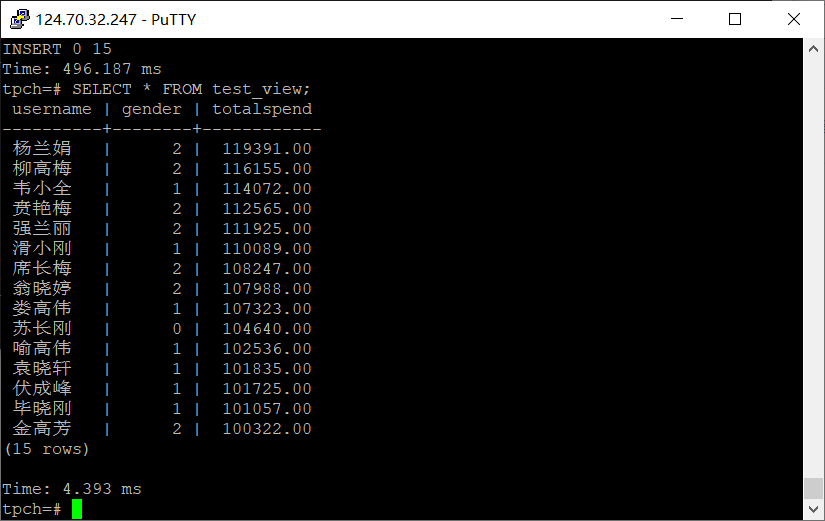 124.70.32.247 - PuTTY
INSERT 0 15
Time: 496.187 ms
tpch=# SELECT * FROM test_view;
 username | gender | totalspend
----------+--------+------------
 杨兰娟   |      2 |  119391.00
 柳高梅   |      2 |  116155.00
 韦小全   |      1 |  114072.00
 贲艳梅   |      2 |  112565.00
 强兰丽   |      2 |  111925.00
 滑小刚   |      1 |  110089.00
 席长梅   |      2 |  108247.00
 翁晓婷   |      2 |  107988.00
 娄高伟   |      1 |  107323.00
 苏长刚   |      0 |  104640.00
 喻高伟   |      1 |  102536.00
 袁晓轩   |      1 |  101835.00
 伏成峰   |      1 |  101725.00
 毕晓刚   |      1 |  101057.00
 金高芳   |      2 |  100322.00
(15 rows)
Time: 4.393 ms
tpch=#